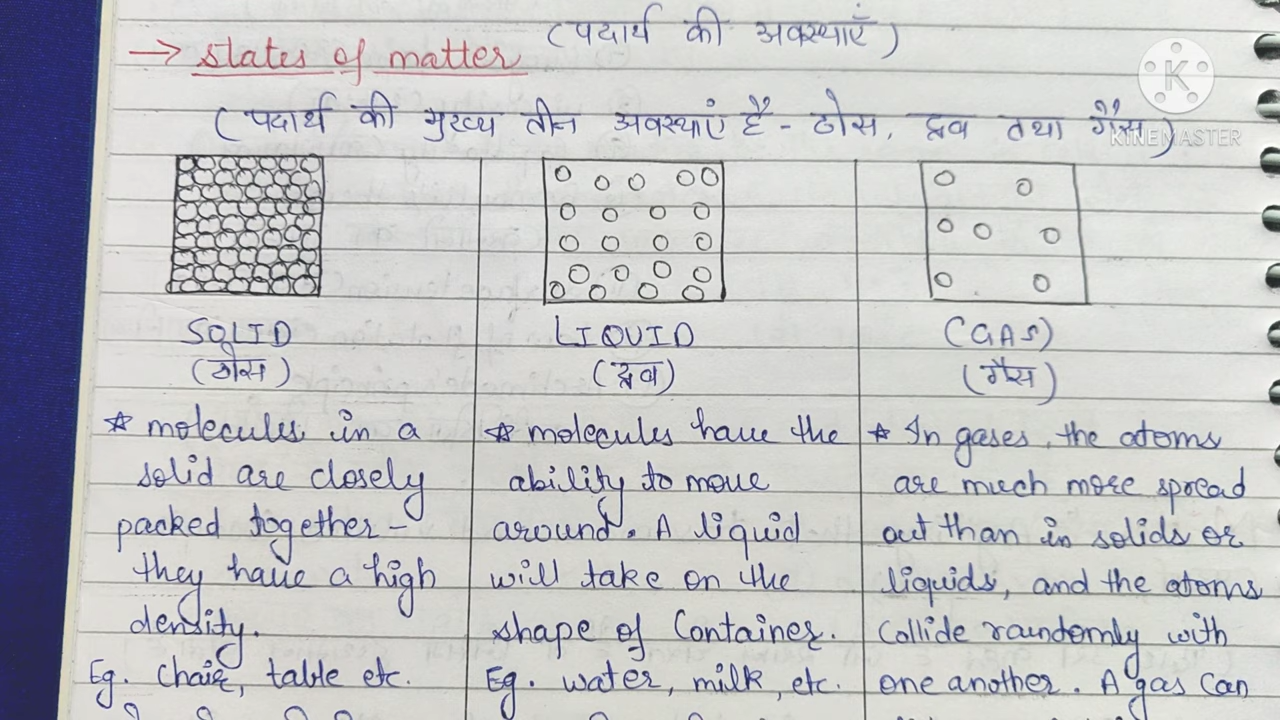 (पदार्थ की अवस्थाएँ)
→ States of matter
(पदार्थ की मुख्य तीन अवस्थाएं है - ठोस, द्रव तथा गैस)
K
KINEMASTER
SOLID
(ठोस)
* molecules in a
solid are closely
packed together -
they have a high
density.
Eg. Chair, table etc.
LIQUID
(द्रव)
* molecules have the
ability to move
around. A liquid
will take on the
shape of Container.
Eg. water, milk, etc.
(GAS)
(गैस)
* In gases, the atoms
are much more spread
out than in solids or
liquids, and the atoms
Collide raundomly with
one another. A gas Can